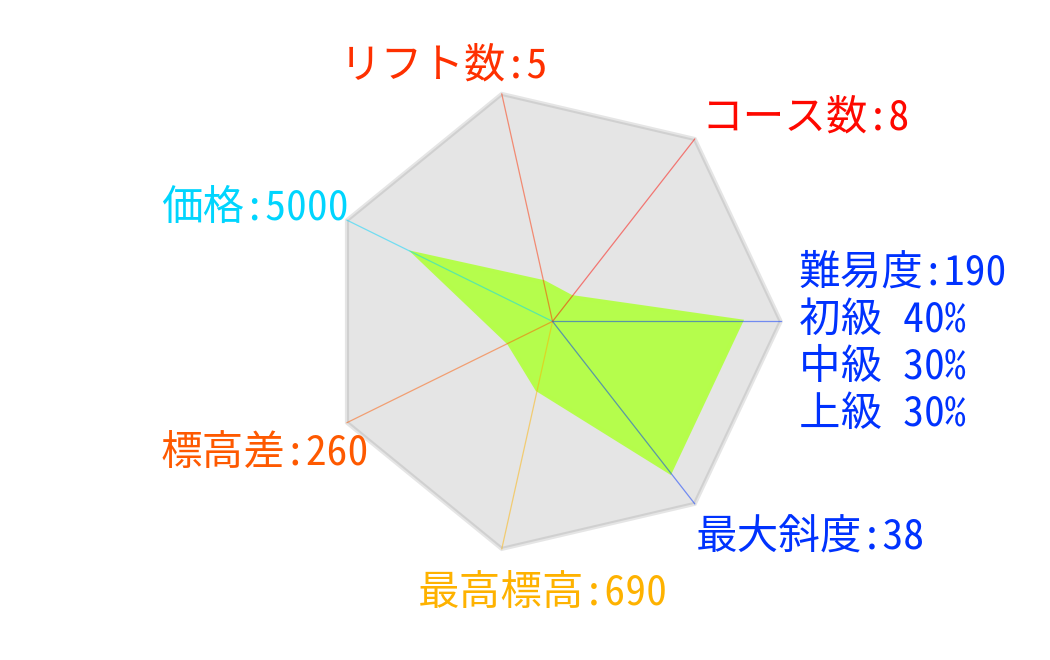 リフト数:5
コース数:8
価格:5000
難易度:190
初級 40%
中級 30%
上級 30%
標高差:260
最大斜度:38
最高標高:690